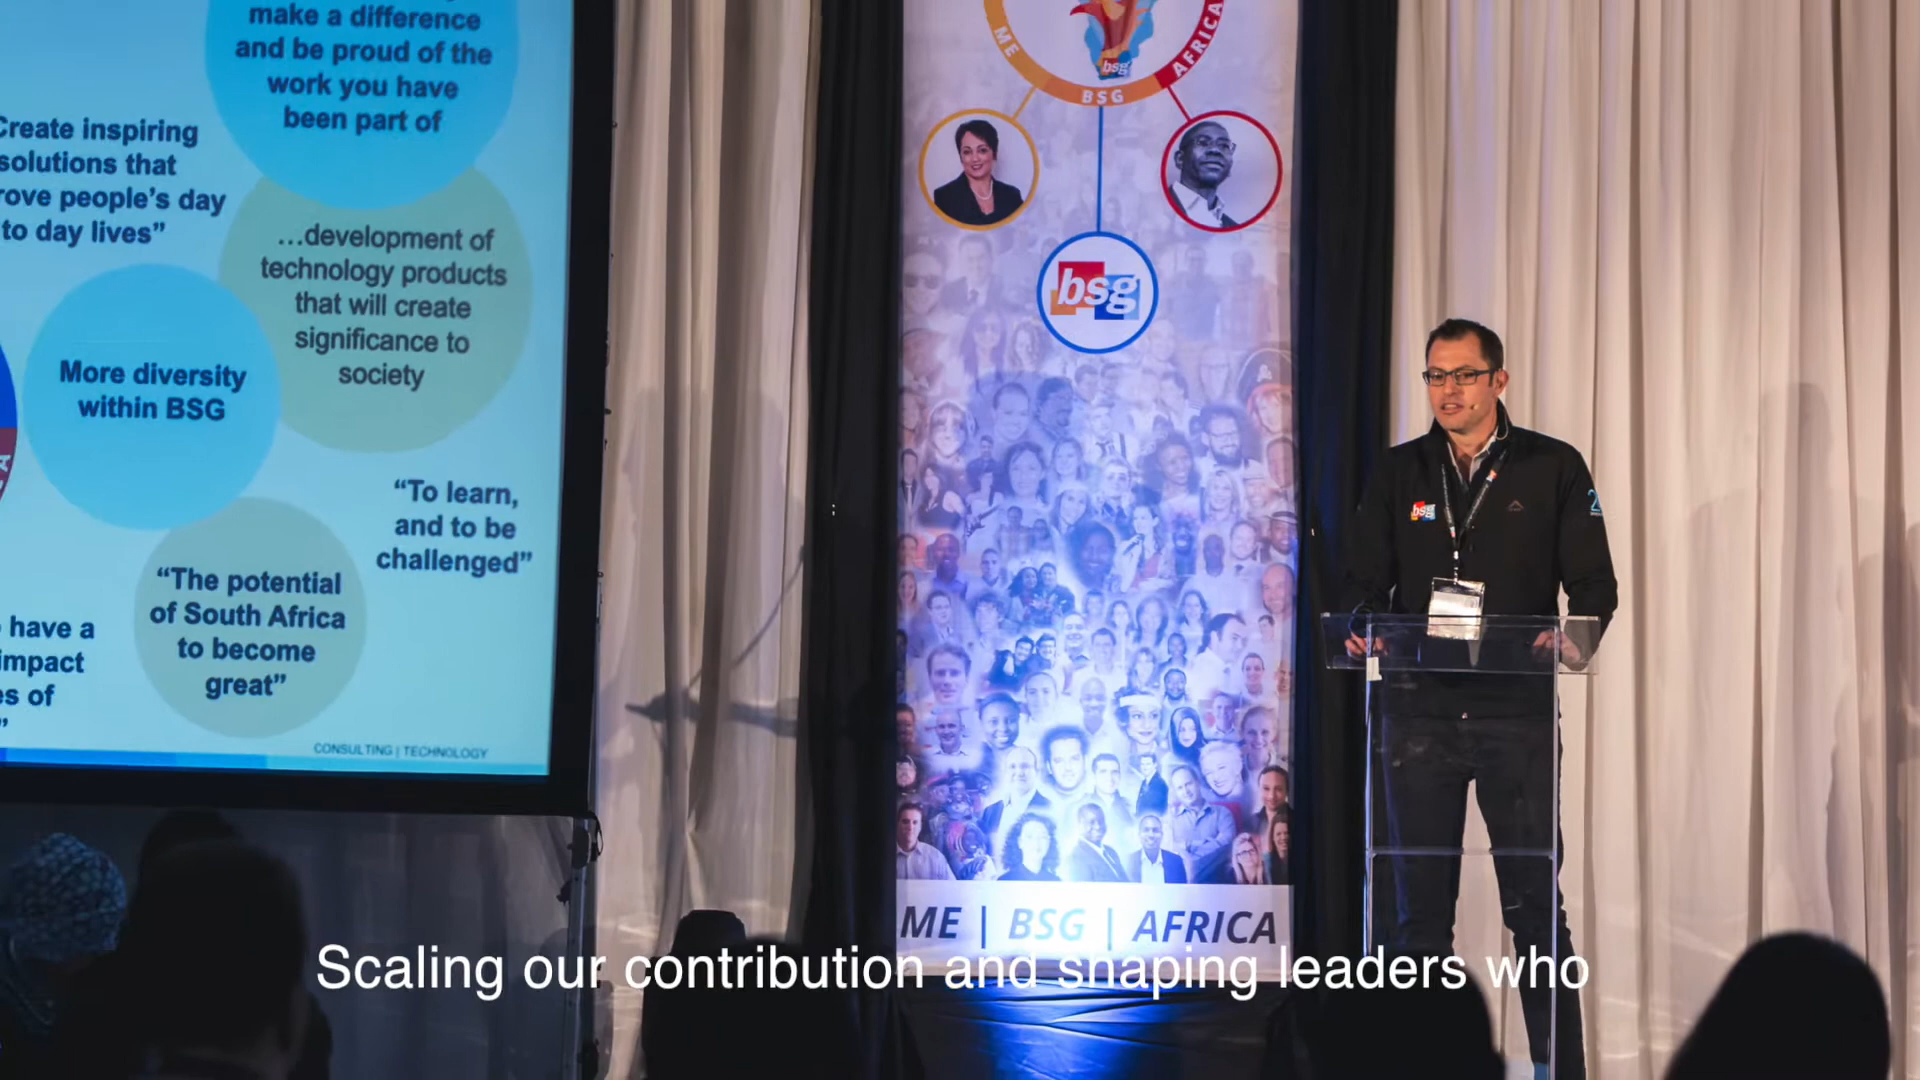 make a difference
and be proud of the
work you have
been part of
Create inspiring
solutions that
rove people's day
to day lives”
...development of
technology products
that will create
significance to
society
More diversity
within BSG
“To learn,
and to be
challenged”
“The potential
of South Africa
to become
great”
have a
impact
es of
”
CONSULTING | TECHNOLOGY
ME
AFRICA
bsg
BSG
bsg
ME | BSG | AFRICA
bsg
2
Scaling our contribution and shaping leaders who